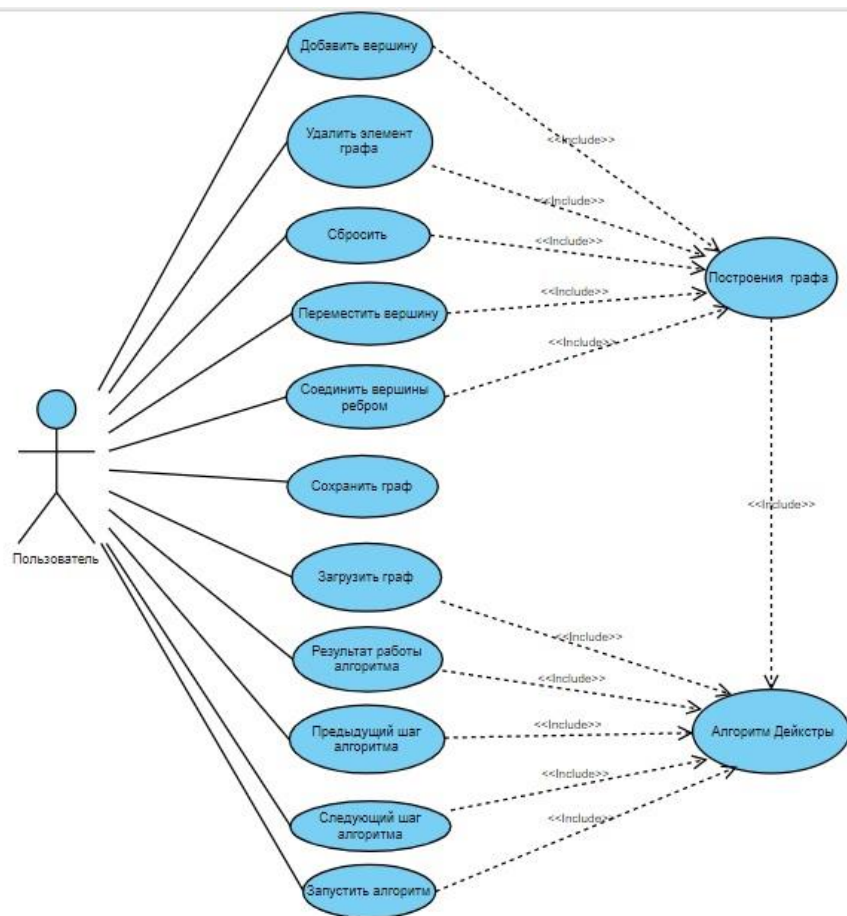 Добавить вершину
<<Include>>
Удалить элемент
графа
<<Include>>
Сбросить
<<Include>>
Построения графа
Переместить вершину
<<Include>>
<<Include>>
Соединить вершины
ребром
Сохранить граф
<<Include>>
Пользователь
Загрузить граф
<<Include>>
Результат работы
алгоритма
<<Include>>
Предыдущий шаг
алгоритма
<<Include>>
Алгоритм Дейкстры
<<Include>>
Следующий шаг
алгоритма
<<Include>>
Запустить алгоритм